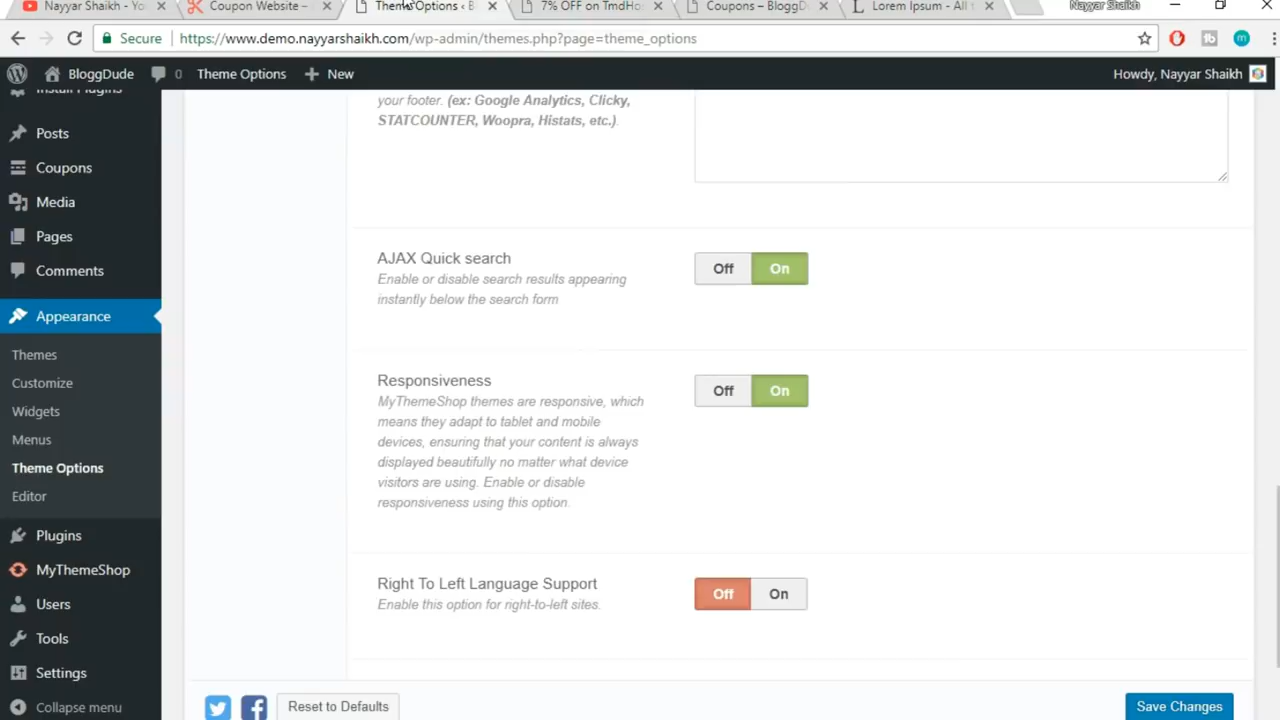 Nayyar Shaikh - Yo
Coupon Website –
Theme Options ‹ B
7% OFF on TmdHo
Coupons – BloggD
Lorem Ipsum - All t
Nayyar Shaikh
Secure
https://www.demo.nayyarshaikh.com/wp-admin/themes.php?page=theme_options
BloggDude
0
Theme Options
New
Howdy, Nayyar Shaikh
Install Plugins
Posts
Coupons
Media
Pages
Comments
Appearance
Themes
Customize
Widgets
Menus
Theme Options
Editor
Plugins
MyThemeShop
Users
Tools
Settings
Collapse menu
your footer. (ex: Google Analytics, Clicky,
STATCOUNTER, Woopra, Histats, etc.).
AJAX Quick search
Off On
Enable or disable search results appearing
instantly below the search form
Responsiveness
Off On
MyThemeShop themes are responsive, which
means they adapt to tablet and mobile
devices, ensuring that your content is always
displayed beautifully no matter what device
visitors are using. Enable or disable
responsiveness using this option.
Right To Left Language Support
Off On
Enable this option for right-to-left sites.
Reset to Defaults
Save Changes